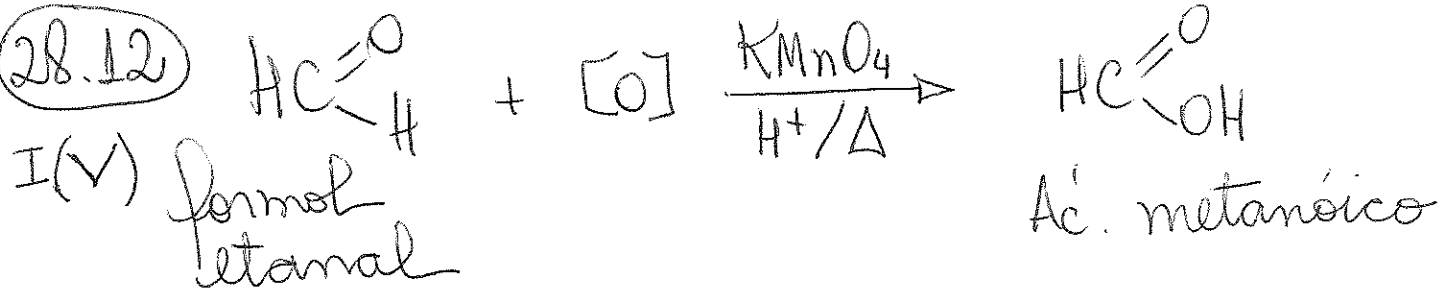 28.12 HC=O H + [O] KMnO4 H+/Δ HC=O OH
I(V) formol Ác. metanóico
etanal